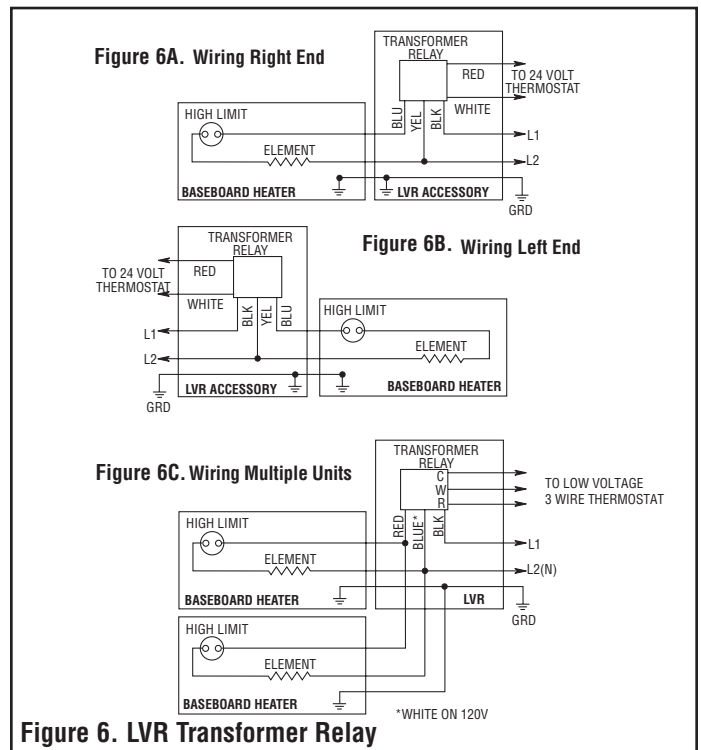 Figure 6A. Wiring Right End
TRANSFORMER
RELAY
RED
TO 24 VOLT
THERMOSTAT
WHITE
BLU
YEL
BLK
L1
L2
HIGH LIMIT
ELEMENT
BASEBOARD HEATER
LVR ACCESSORY
GRD
Figure 6B. Wiring Left End
TRANSFORMER
RELAY
TO 24 VOLT
THERMOSTAT
RED
WHITE
BLK
YEL
BLU
L1
L2
HIGH LIMIT
ELEMENT
LVR ACCESSORY
BASEBOARD HEATER
GRD
Figure 6C. Wiring Multiple Units
TRANSFORMER
RELAY
C
W
R
TO LOW VOLTAGE
3 WIRE THERMOSTAT
RED
BLUE*
BLK
L1
L2(N)
HIGH LIMIT
ELEMENT
BASEBOARD HEATER
LVR
GRD
HIGH LIMIT
ELEMENT
BASEBOARD HEATER
*WHITE ON 120V
Figure 6. LVR Transformer Relay